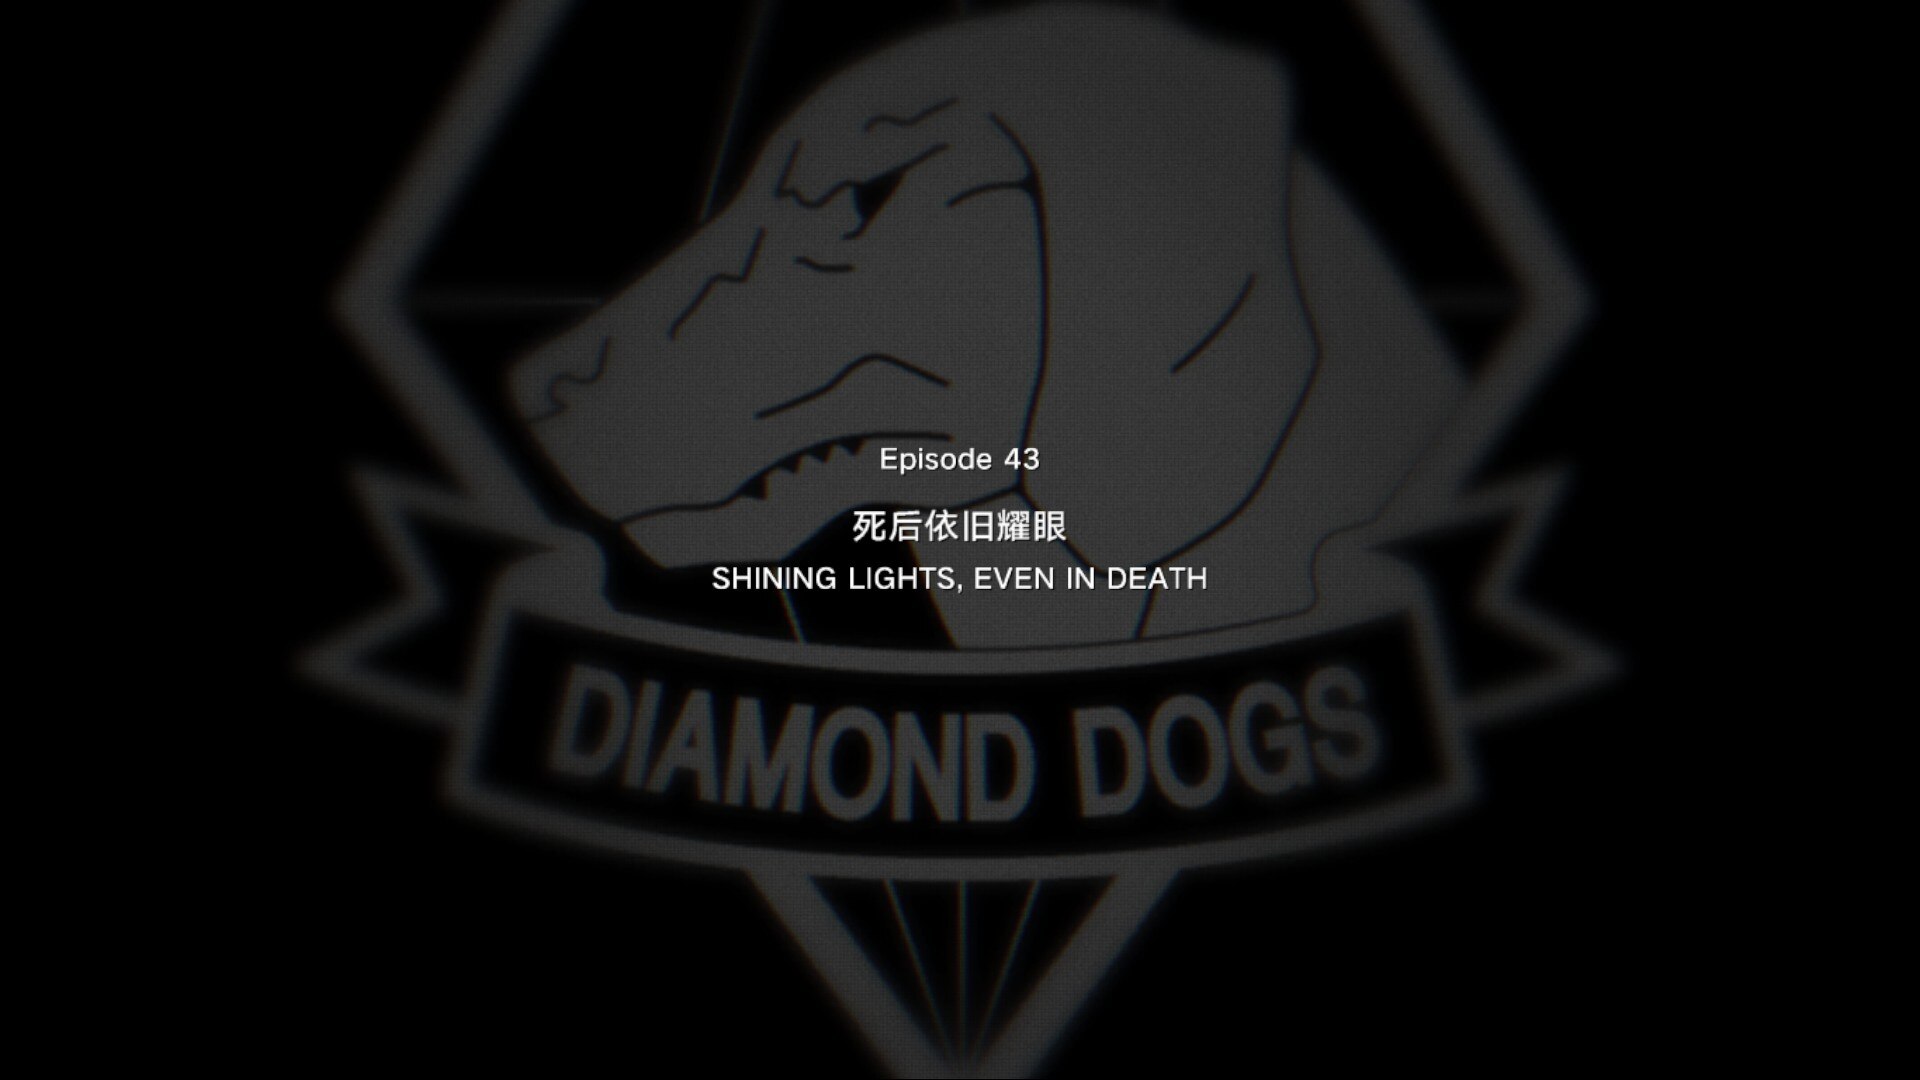 Episode 43
死后依旧耀眼
SHINING LIGHTS, EVEN IN DEATH
DIAMOND DOGS